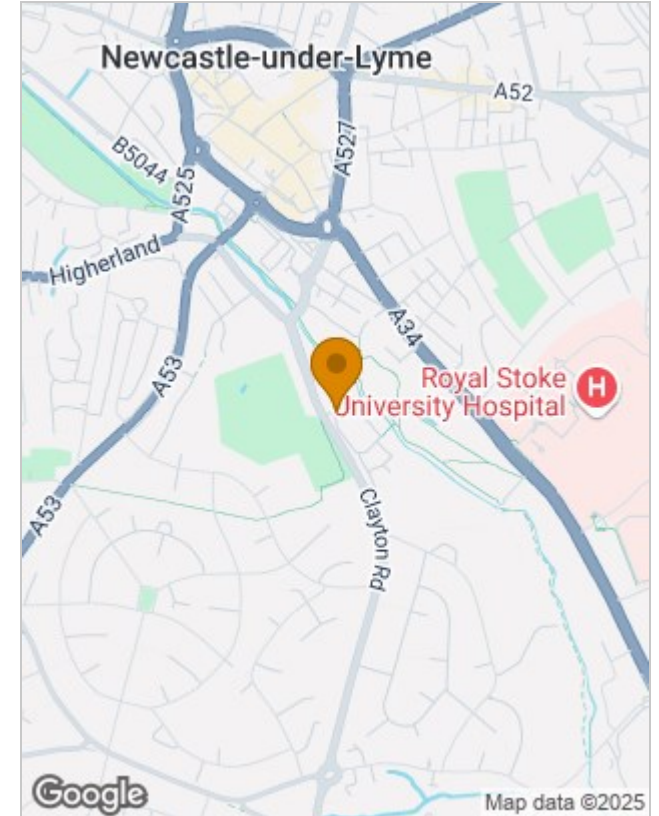 Newcastle-under-Lyme
A52
A527
B5044
A525
Higherland
A34
A53
Royal Stoke
University Hospital
H
A53
Clayton Rd
Google
Map data ©2025